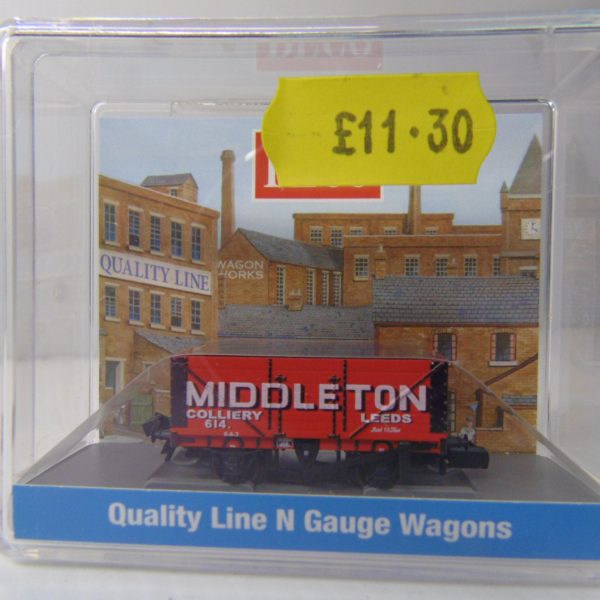 £11.30
QUALITY LINE
WAGON
WORKS
MIDDLETON
COLLIERY LEEDS
614.
Quality Line N Gauge Wagons